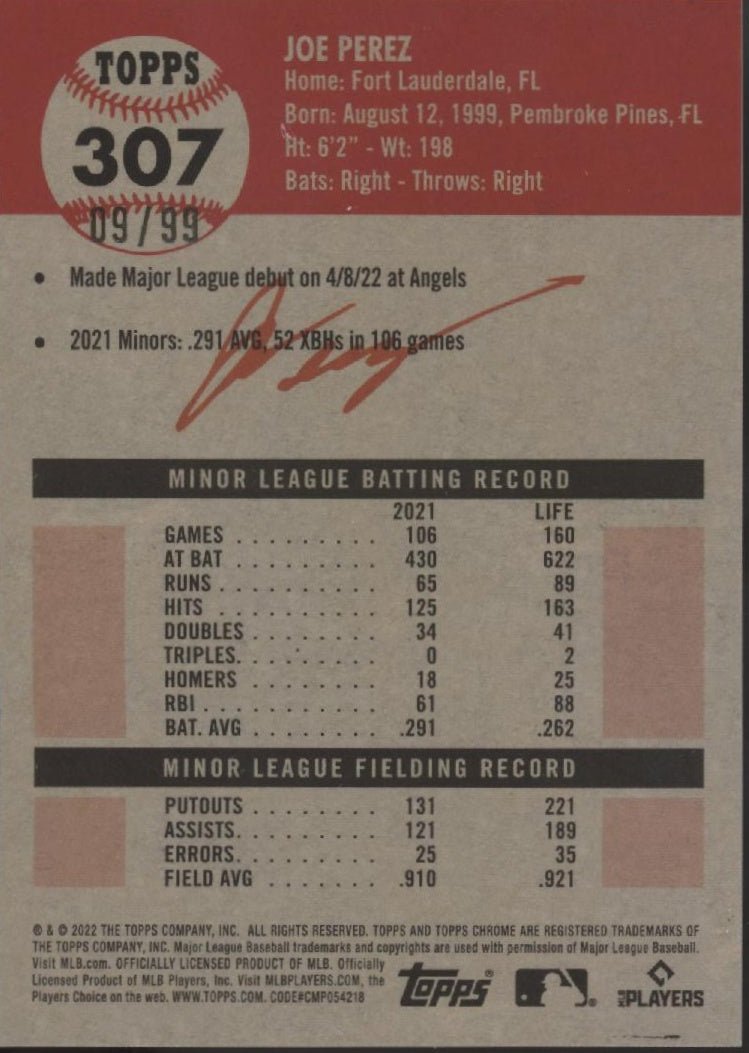 TOPPS
307
09/99
JOE PEREZ
Home: Fort Lauderdale, FL
Born: August 12, 1999, Pembroke Pines, FL
Ht: 6'2" - Wt: 198
Bats: Right - Throws: Right
• Made Major League debut on 4/8/22 at Angels
• 2021 Minors: .291 AVG, 52 XBHs in 106 games
MINOR LEAGUE BATTING RECORD
2021 LIFE
GAMES . . . . . . . . . 106 160
AT BAT . . . . . . . . . 430 622
RUNS . . . . . . . . . . 65 89
HITS . . . . . . . . . . 125 163
DOUBLES . . . . . . . . 34 41
TRIPLES. . . . . . . . . 0 2
HOMERS . . . . . . . . 18 25
RBI . . . . . . . . . . . 61 88
BAT. AVG . . . . . . . . .291 .262
MINOR LEAGUE FIELDING RECORD
PUTOUTS . . . . . . . . 131 221
ASSISTS. . . . . . . . . 121 189
ERRORS. . . . . . . . . 25 35
FIELD AVG . . . . . . . .910 .921
® & © 2022 THE TOPPS COMPANY, INC. ALL RIGHTS RESERVED. TOPPS AND TOPPS CHROME ARE REGISTERED TRADEMARKS OF
THE TOPPS COMPANY, INC. Major League Baseball trademarks and copyrights are used with permission of Major League Baseball.
Visit MLB.com. OFFICIALLY LICENSED PRODUCT OF MLB. Officially
Licensed Product of MLB Players, Inc. Visit MLBPLAYERS.COM, the
Players Choice on the web. WWW.TOPPS.COM. CODE#CMP054218
Topps®
MLB PLAYERS